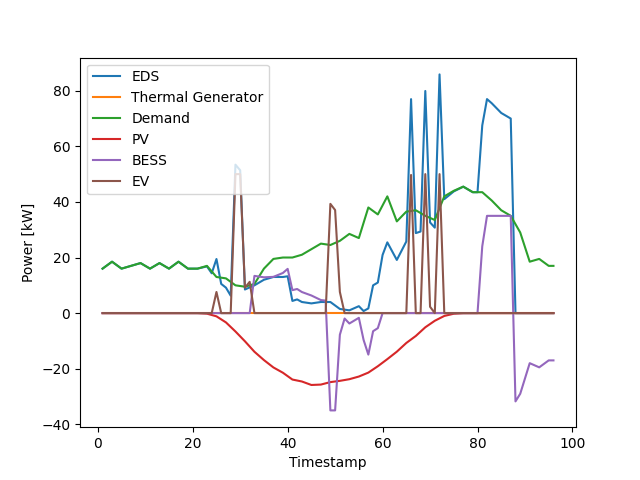 EDS
Thermal Generator
Demand
PV
BESS
EV
80
60
40
20
0
−20
−40
Power [kW]
0 20 40 60 80 100
Timestamp